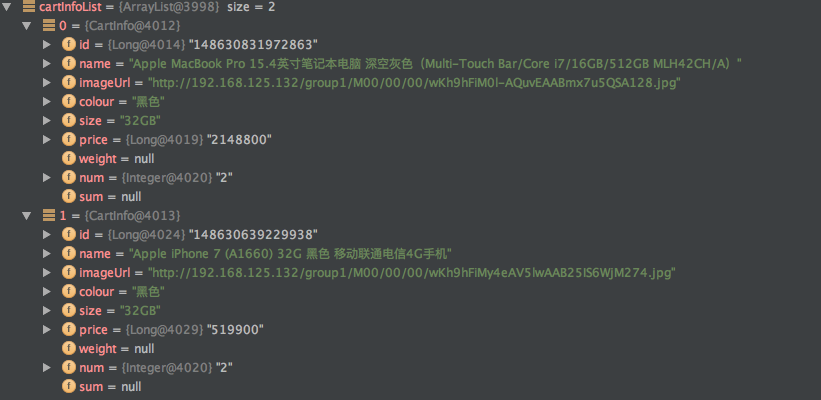 cartInfoList = {ArrayList@3998} size = 2
0 = {CartInfo@4012}
f id = {Long@4014} "148630831972863"
f name = "Apple MacBook Pro 15.4英寸笔记本电脑 深空灰色（Multi-Touch Bar/Core i7/16GB/512GB MLH42CH/A）"
f imageUrl = "http://192.168.125.132/group1/M00/00/00/wKh9hFiM0l-AQuvEAABmx7u5QSA128.jpg"
f colour = "黑色"
f size = "32GB"
f price = {Long@4019} "2148800"
f weight = null
f num = {Integer@4020} "2"
f sum = null
1 = {CartInfo@4013}
f id = {Long@4024} "148630639229938"
f name = "Apple iPhone 7 (A1660) 32G 黑色 移动联通电信4G手机"
f imageUrl = "http://192.168.125.132/group1/M00/00/00/wKh9hFiMy4eAV5lwAAB25IS6WJM274.jpg"
f colour = "黑色"
f size = "32GB"
f price = {Long@4029} "519900"
f weight = null
f num = {Integer@4020} "2"
f sum = null